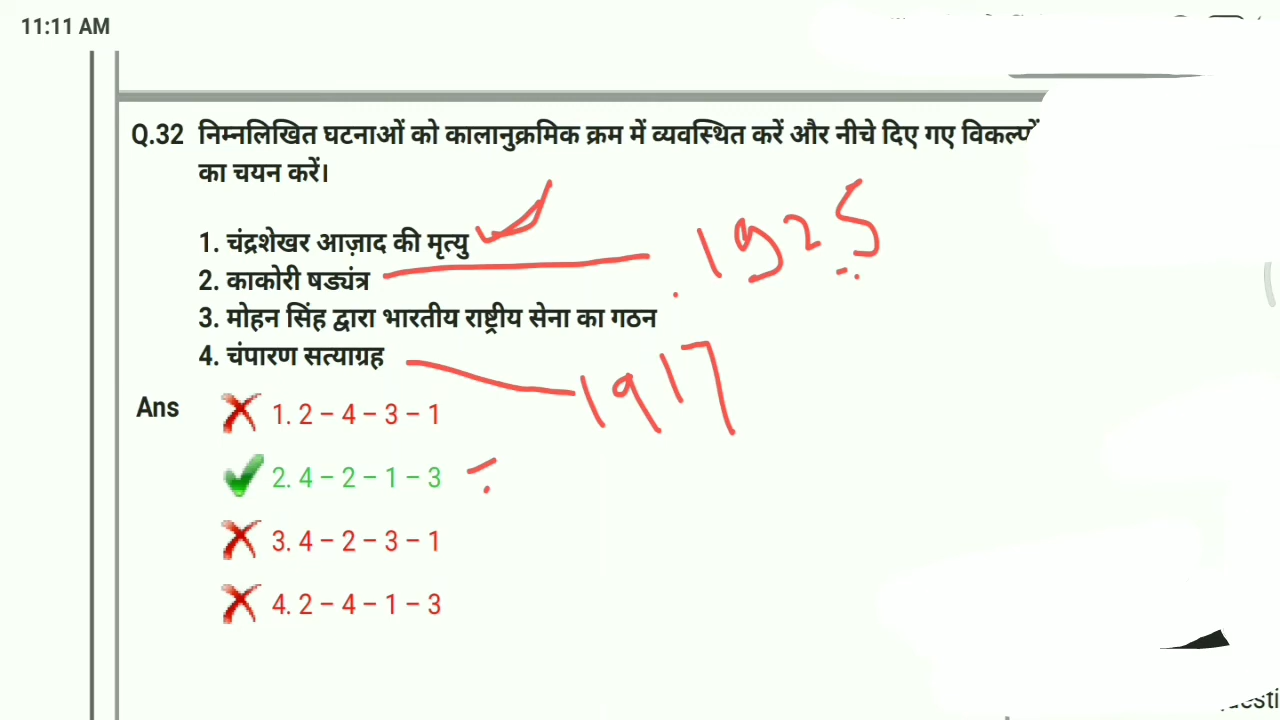 11:11 AM
Q.32 निम्नलिखित घटनाओं को कालानुक्रमिक क्रम में व्यवस्थित करें और नीचे दिए गए विकल्पों
का चयन करें।
1. चंद्रशेखर आज़ाद की मृत्यु
2. काकोरी षड्यंत्र
1925
3. मोहन सिंह द्वारा भारतीय राष्ट्रीय सेना का गठन
4. चंपारण सत्याग्रह
1917
Ans
1. 2 – 4 – 3 – 1
2. 4 – 2 – 1 – 3
3. 4 – 2 – 3 – 1
4. 2 – 4 – 1 – 3